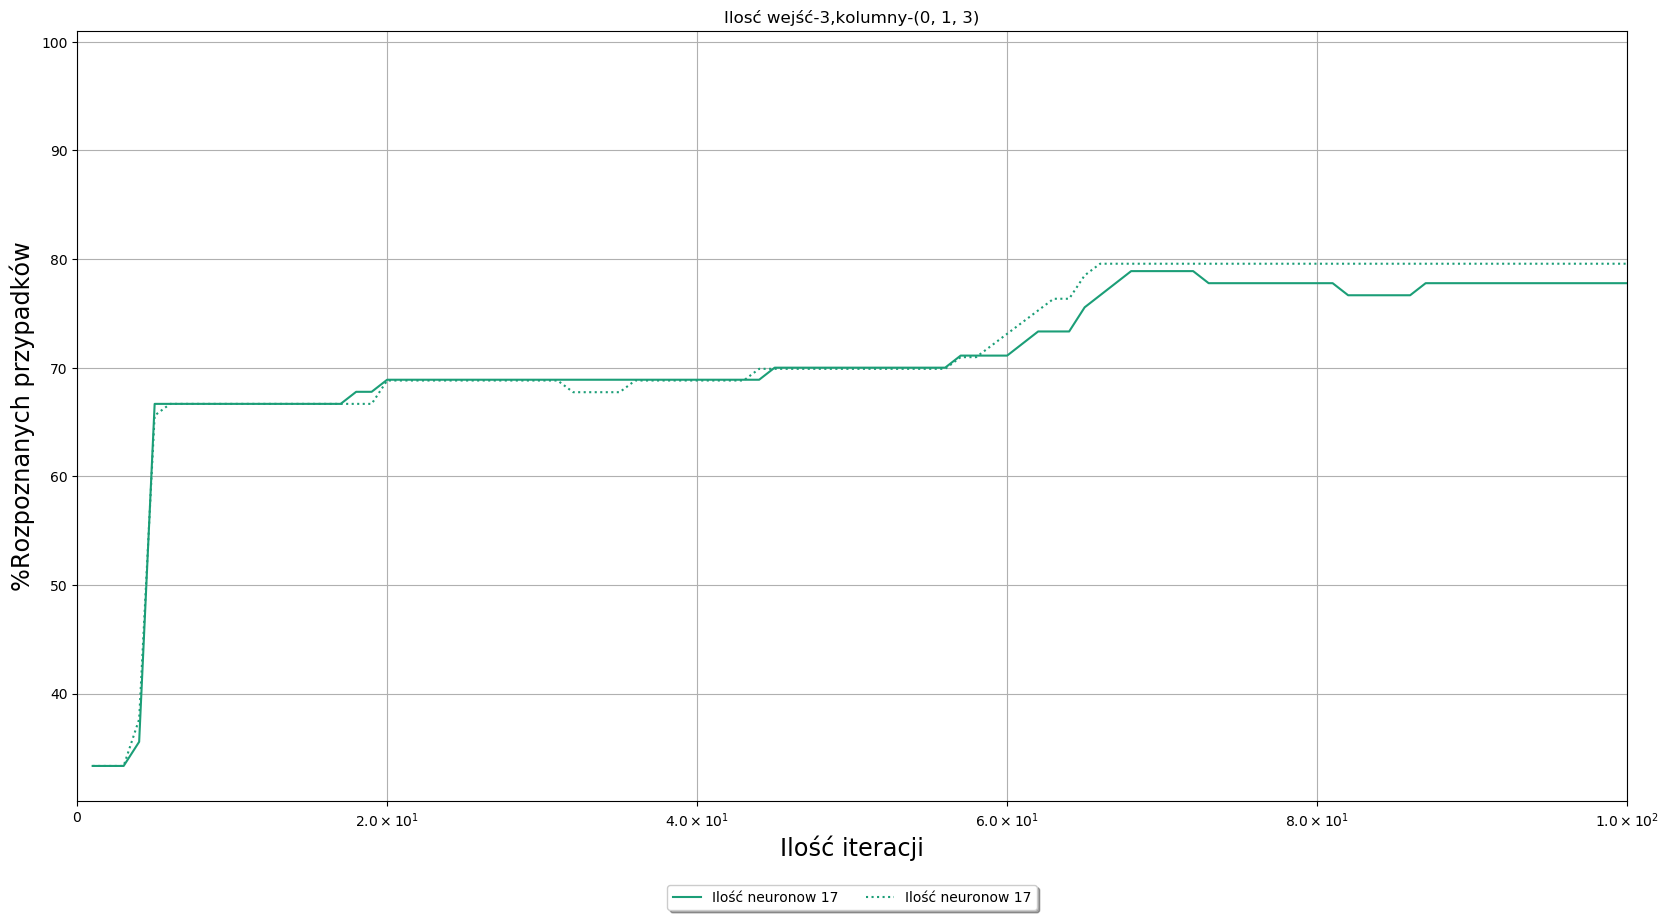 Ilosć wejść-3,kolumny-(0, 1, 3)
100
90
80
70
60
50
40
%Rozpoznanych przypadków
0
2.0 × 10¹
4.0 × 10¹
6.0 × 10¹
8.0 × 10¹
1.0 × 10²
Ilość iteracji
Ilość neuronow 17
Ilość neuronow 17